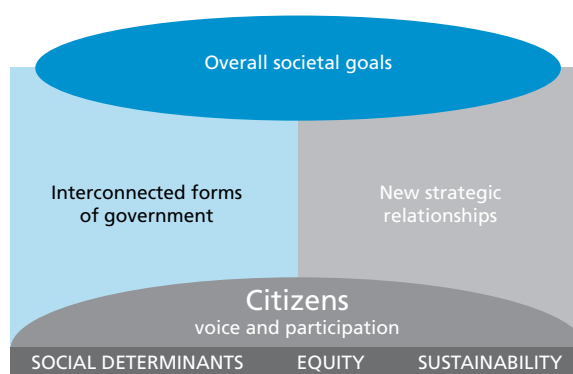 Overall societal goals
Interconnected forms
of government
New strategic
relationships
Citizens
voice and participation
SOCIAL DETERMINANTS EQUITY SUSTAINABILITY